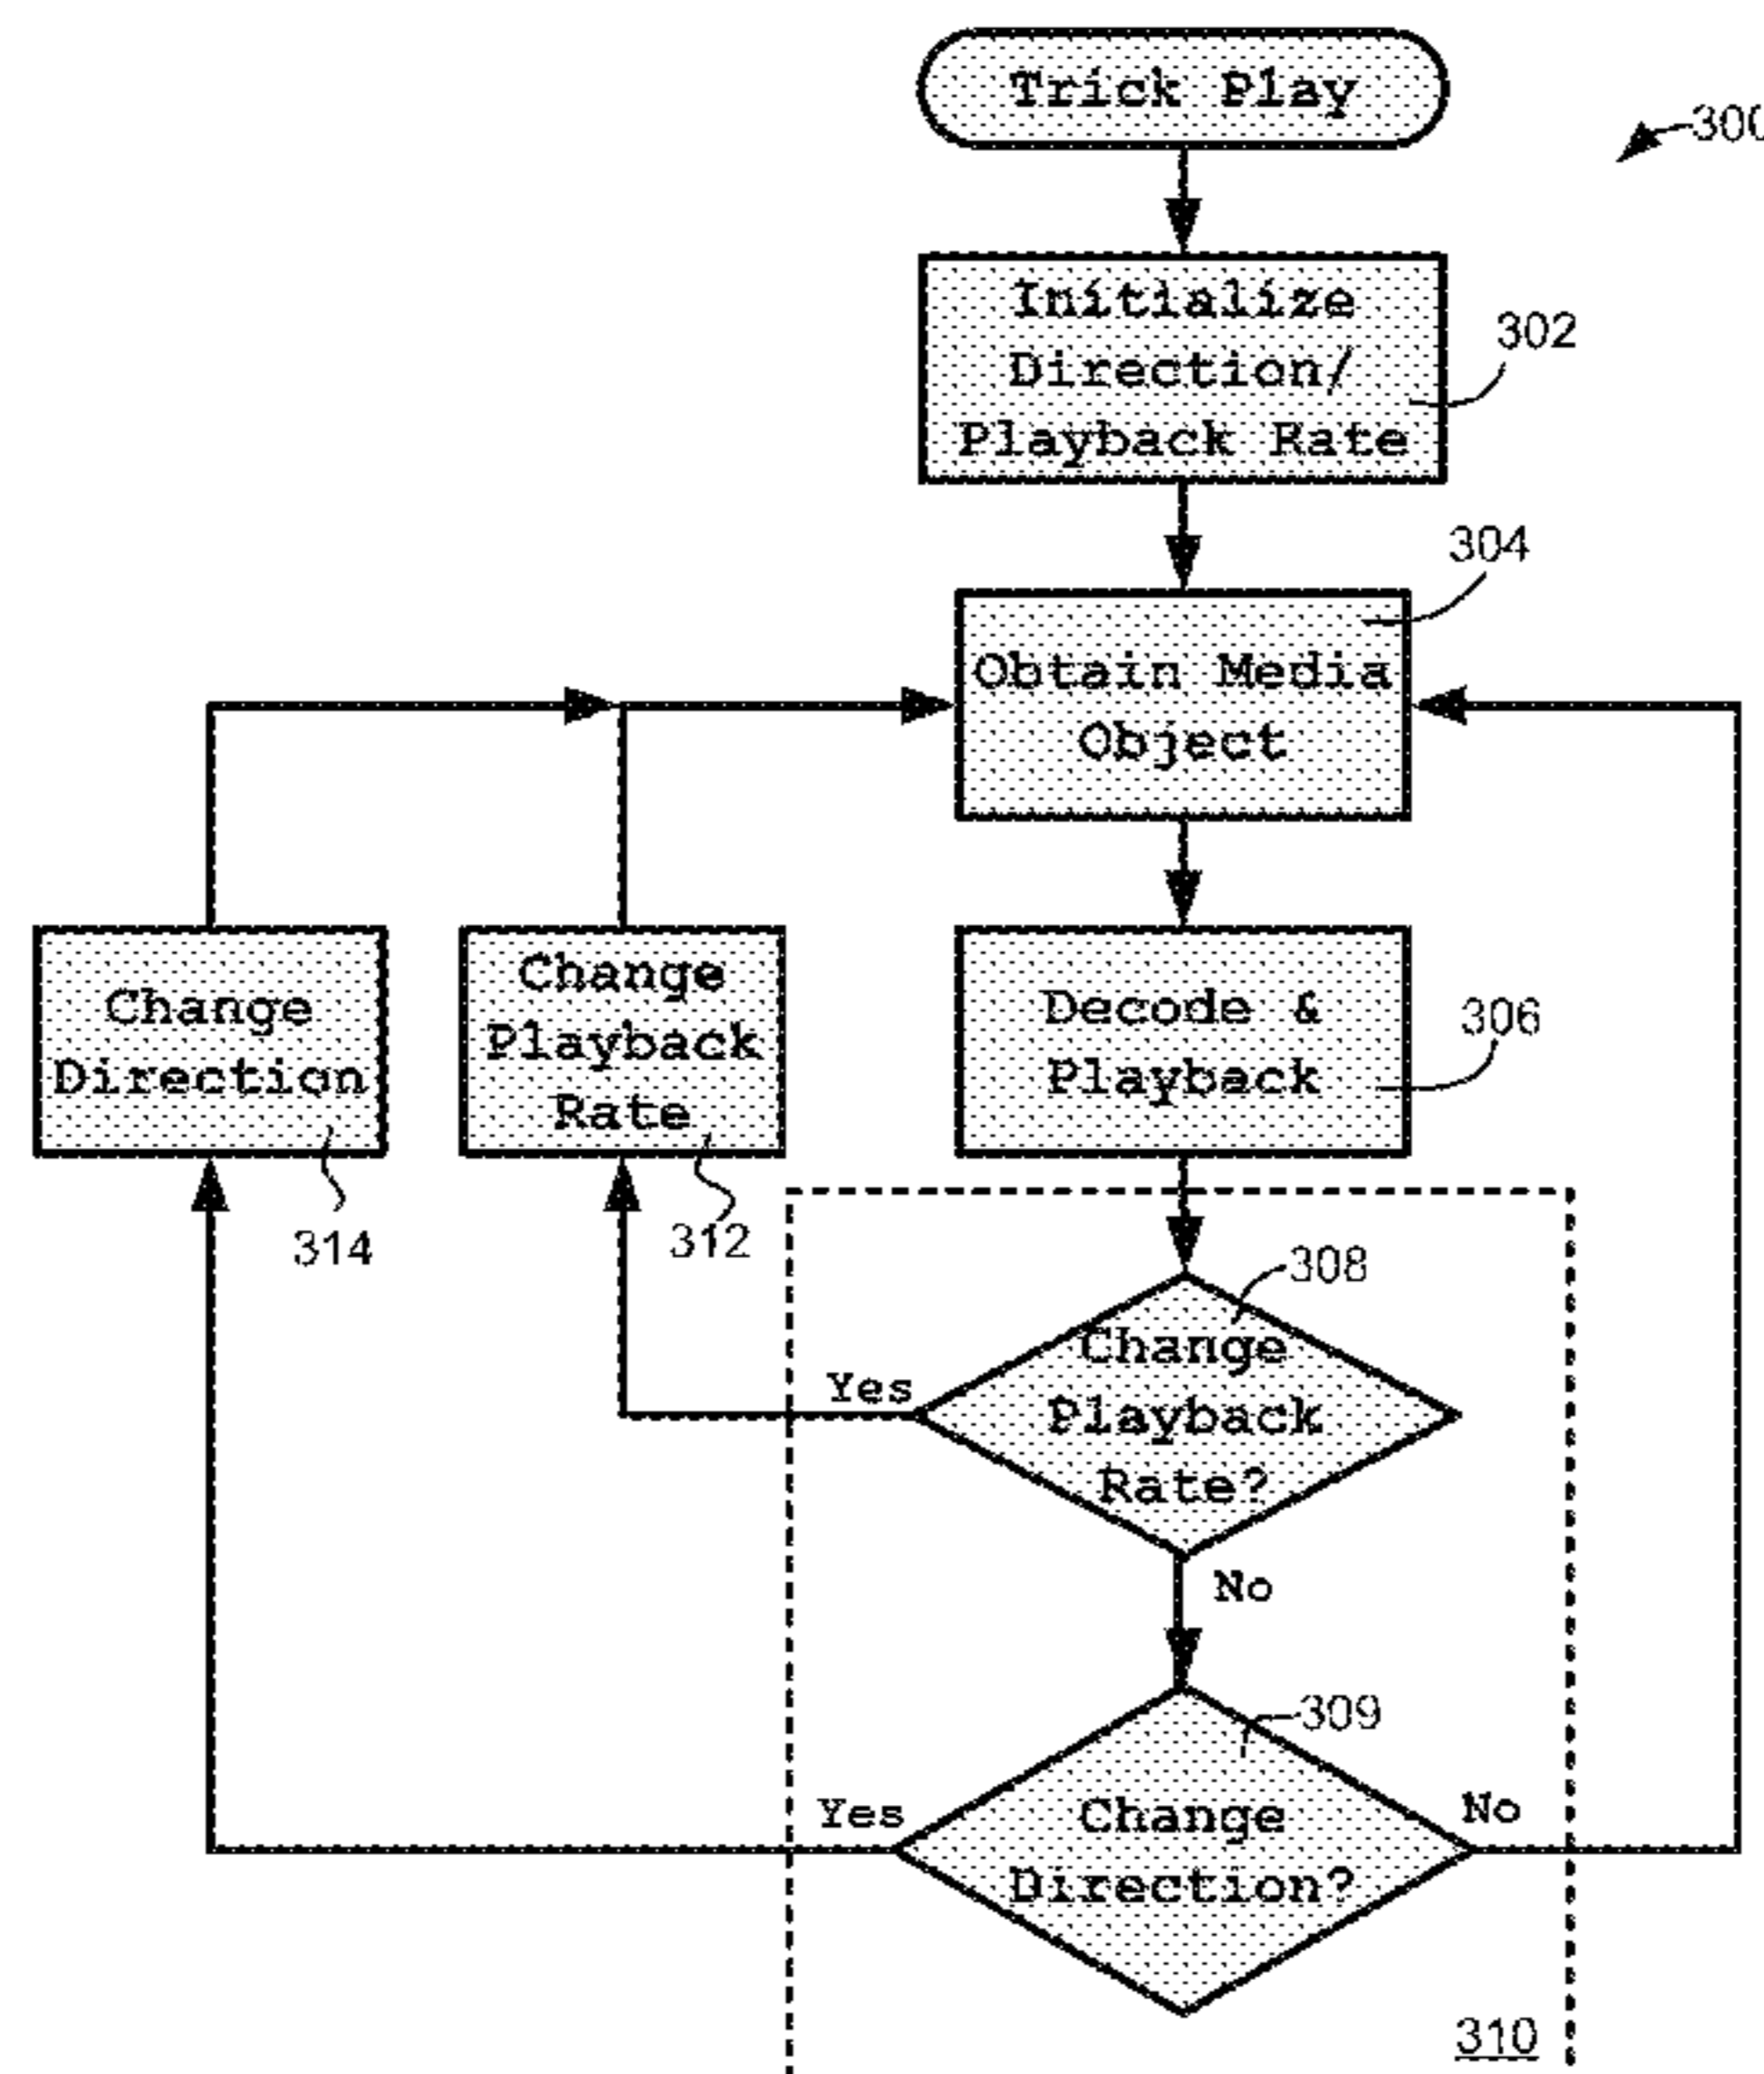 Trick Play
300
Initialize
Direction/
Playback Rate
302
304
Obtain Media
Object
Change
Direction
314
Change
Playback
Rate
312
Decode &
Playback
306
308
Change
Playback
Rate?
Yes
No
309
Change
Direction?
Yes
No
310